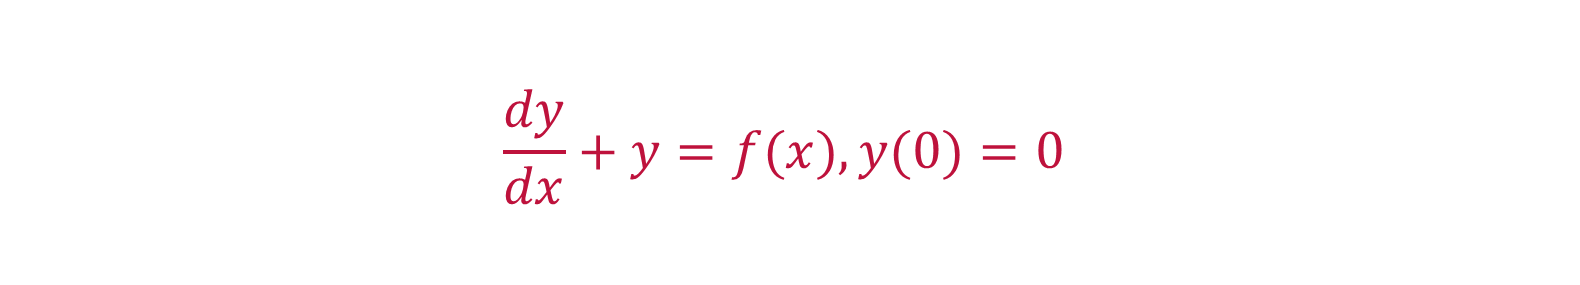 dy/dx + y = f(x), y(0) = 0